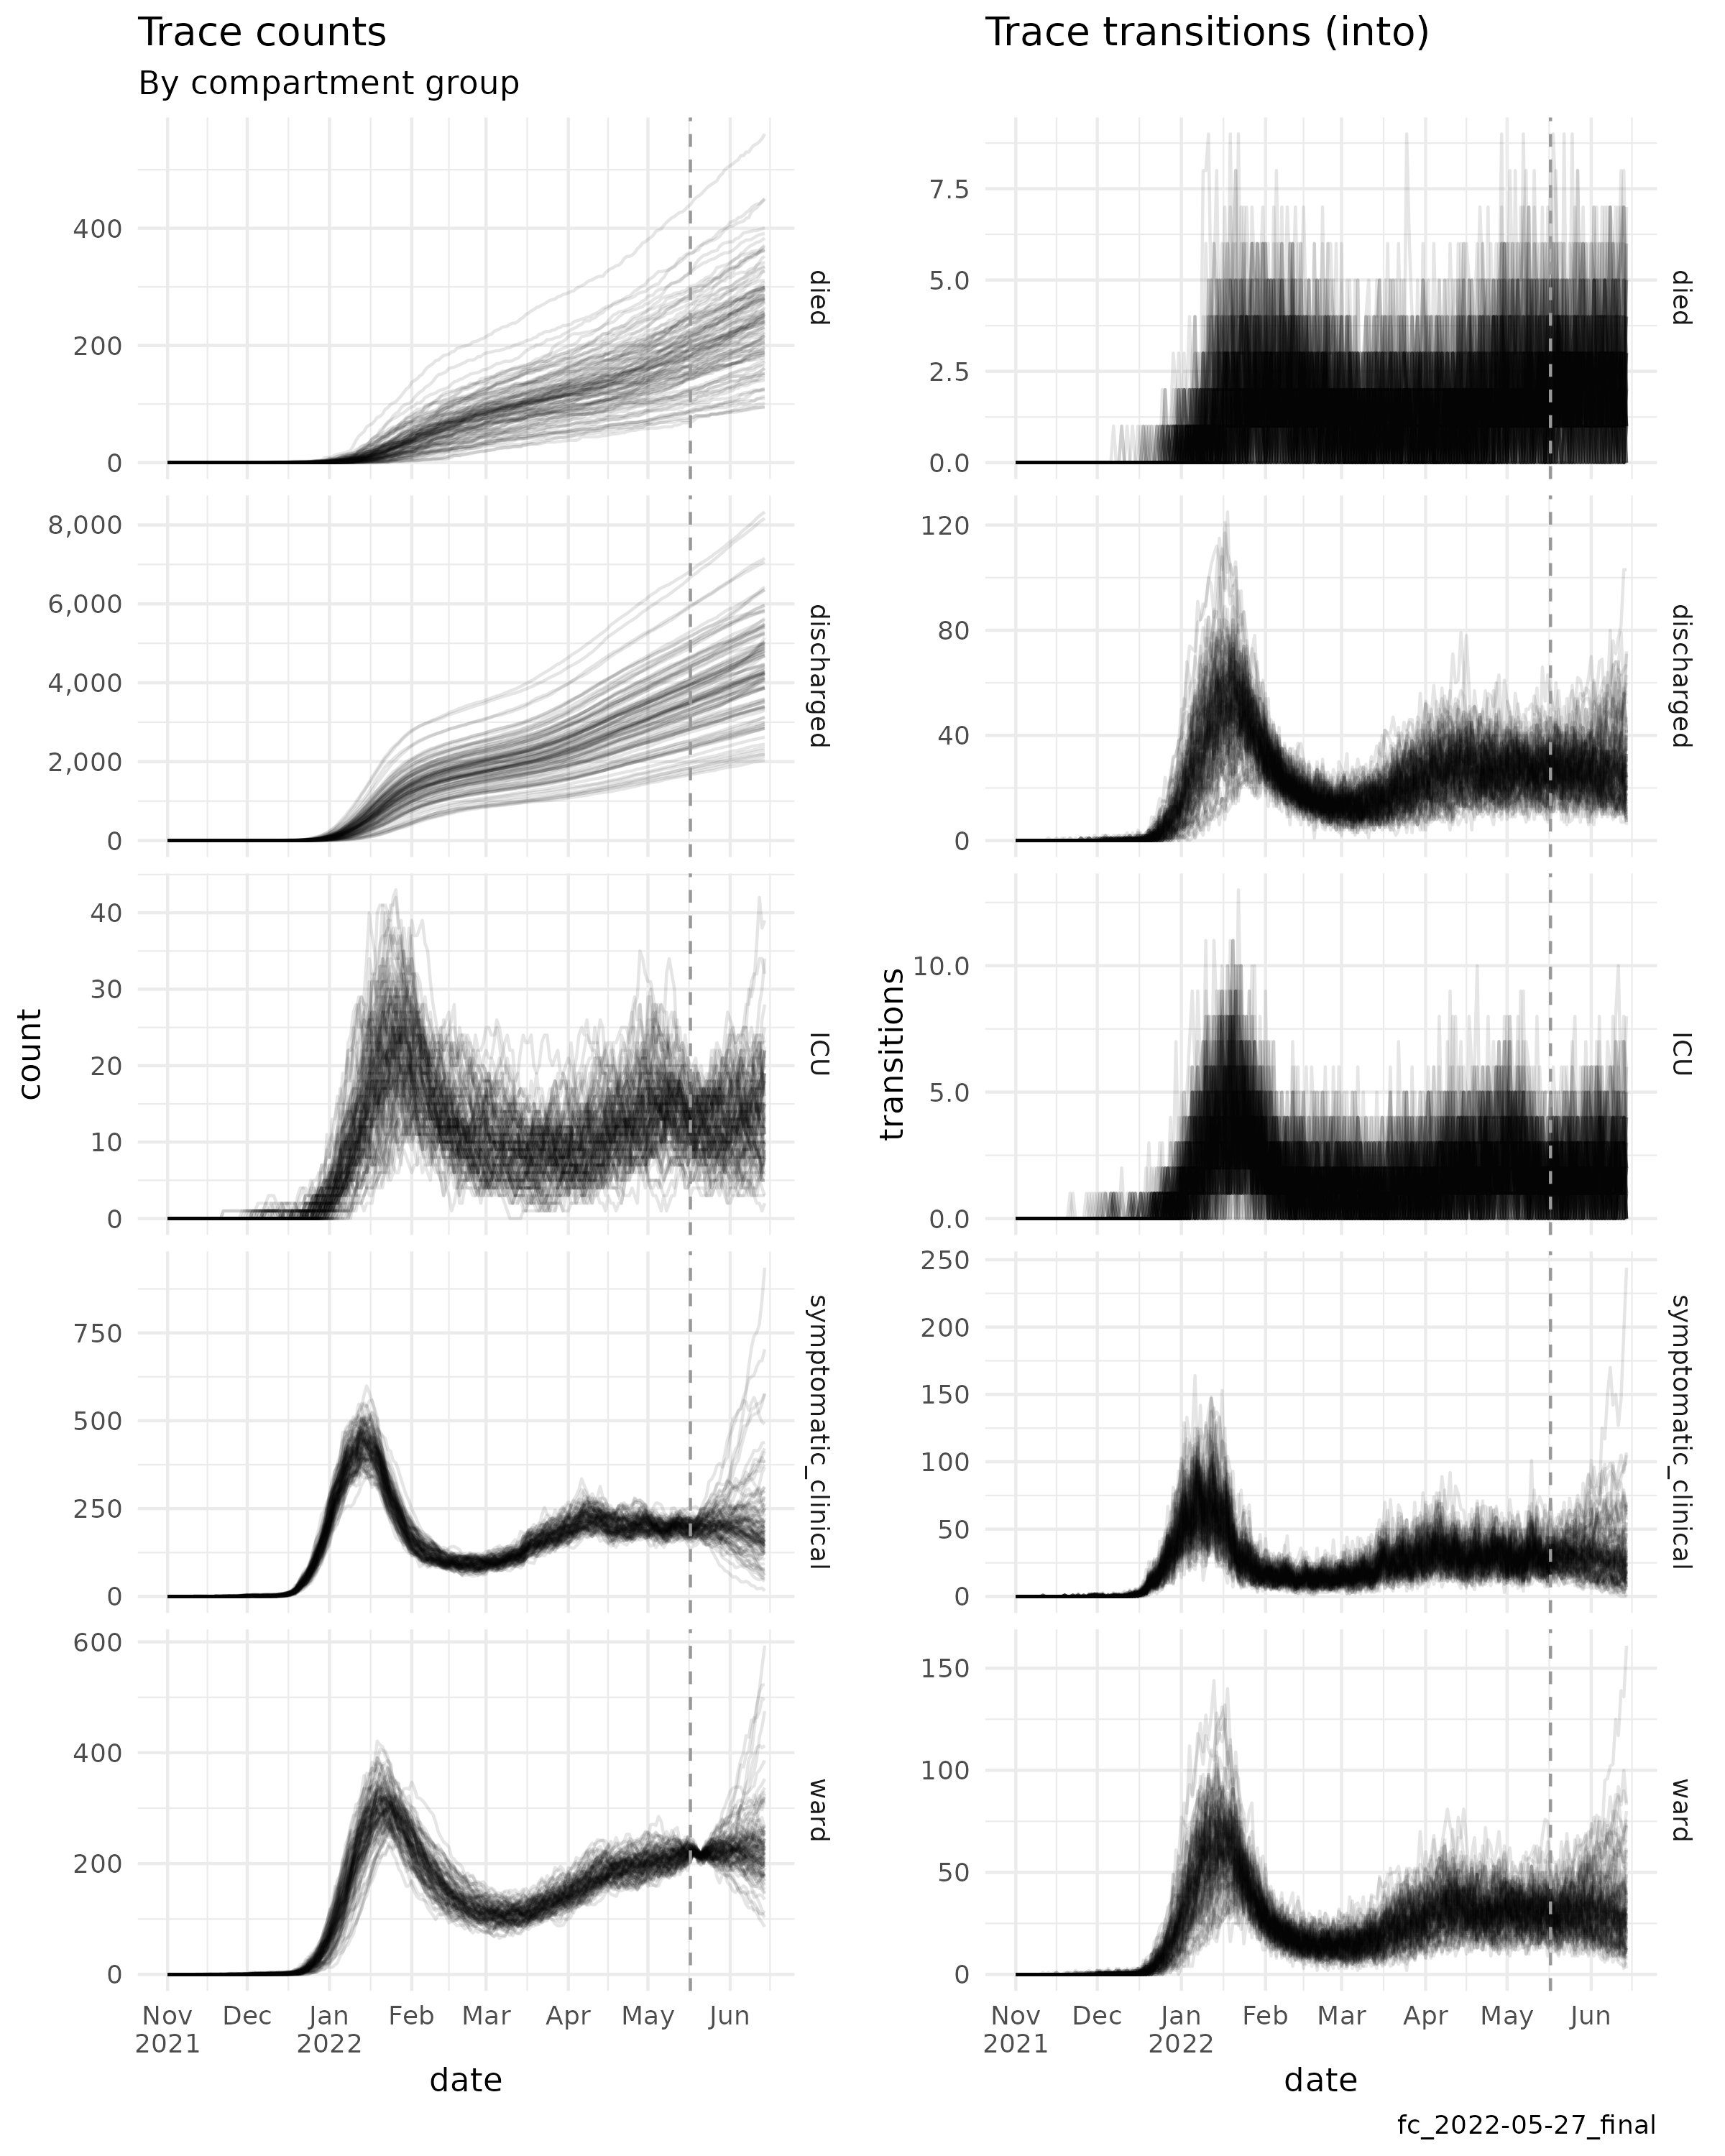 Trace counts
By compartment group
count
400
200
0
died
8,000
6,000
4,000
2,000
0
discharged
40
30
20
10
0
ICU
750
500
250
0
symptomatic_clinical
600
400
200
0
ward
Nov Dec Jan Feb Mar Apr May Jun
2021 2022
date
Trace transitions (into)
transitions
7.5
5.0
2.5
0.0
died
120
80
40
0
discharged
10.0
5.0
0.0
ICU
250
200
150
100
50
0
symptomatic_clinical
150
100
50
0
ward
Nov Dec Jan Feb Mar Apr May Jun
2021 2022
date
fc_2022-05-27_final